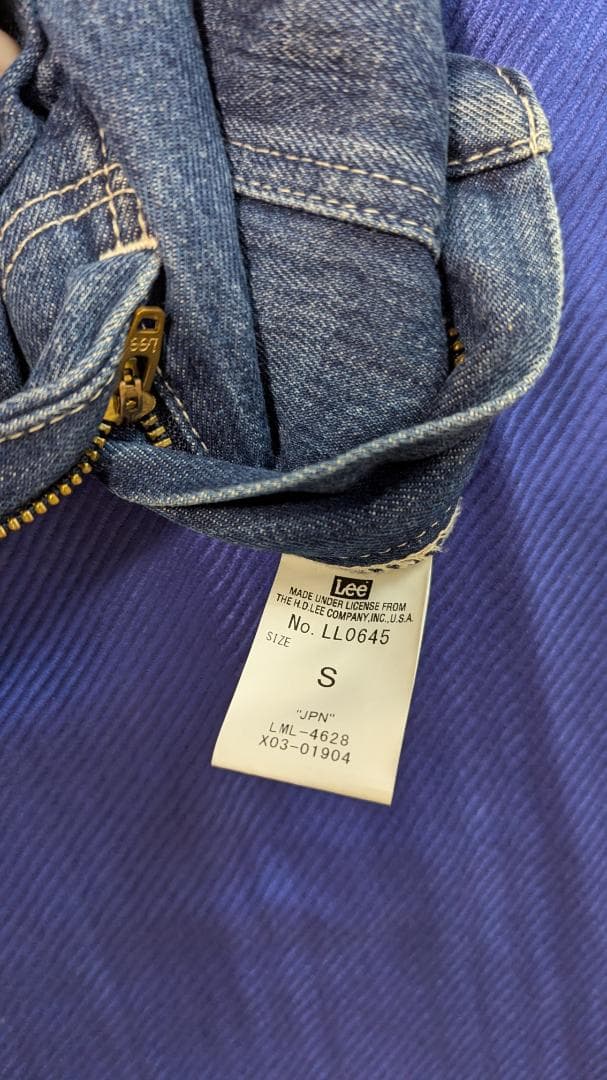 Lee
MADE UNDER LICENSE FROM
THE H.D.LEE COMPANY,INC.,U.S.A.
No. LL0645
SIZE
S
"JPN"
LML-4628
X03-01904